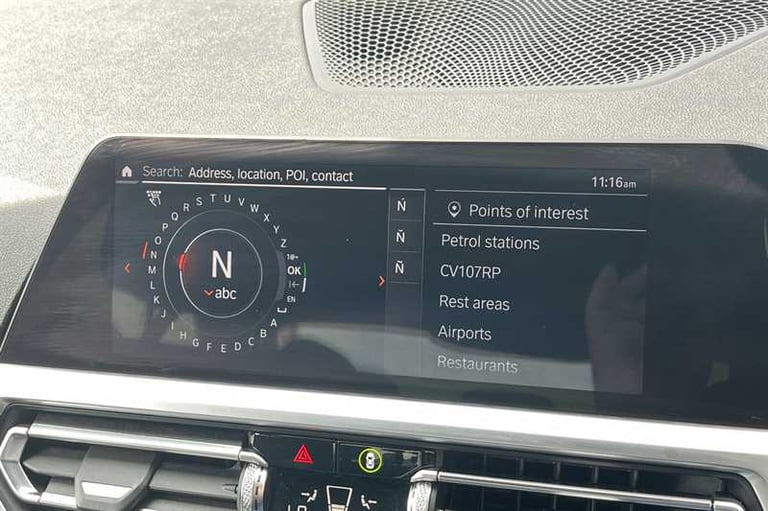 Search: Address, location, POI, contact
11:16am
A B C D E F G H I J K L M N O P Q R S T U V W X Y Z
OK
EN
N
abc
Ń
Ň
Ñ
Points of interest
Petrol stations
CV107RP
Rest areas
Airports
Restaurants